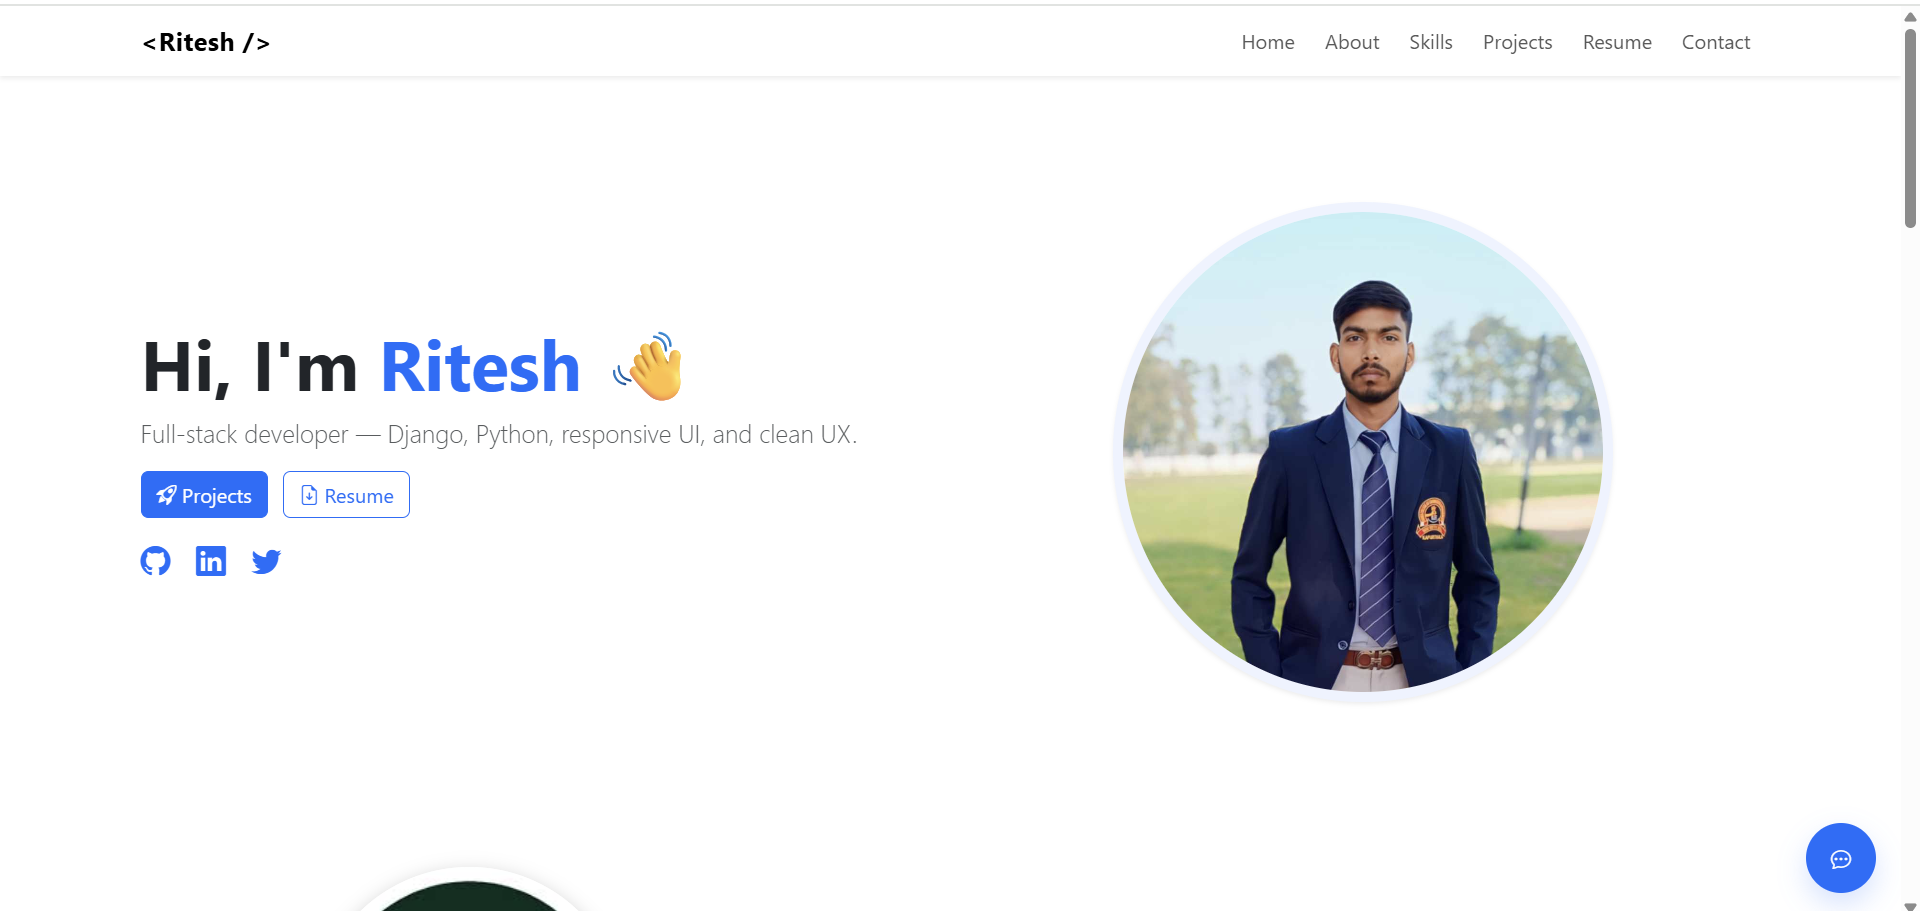 <Ritesh />
Home About Skills Projects Resume Contact
Hi, I'm Ritesh 👋
Full-stack developer — Django, Python, responsive UI, and clean UX.
Projects Resume
in